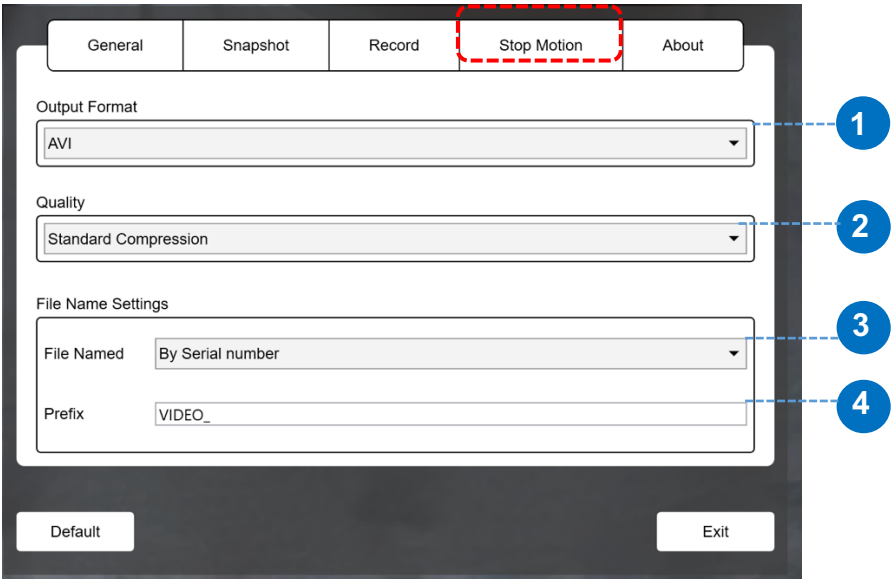 General Snapshot Record Stop Motion About
Output Format
1
AVI
Quality
2
Standard Compression
File Name Settings
3
File Named By Serial number
4
Prefix VIDEO_
Default Exit